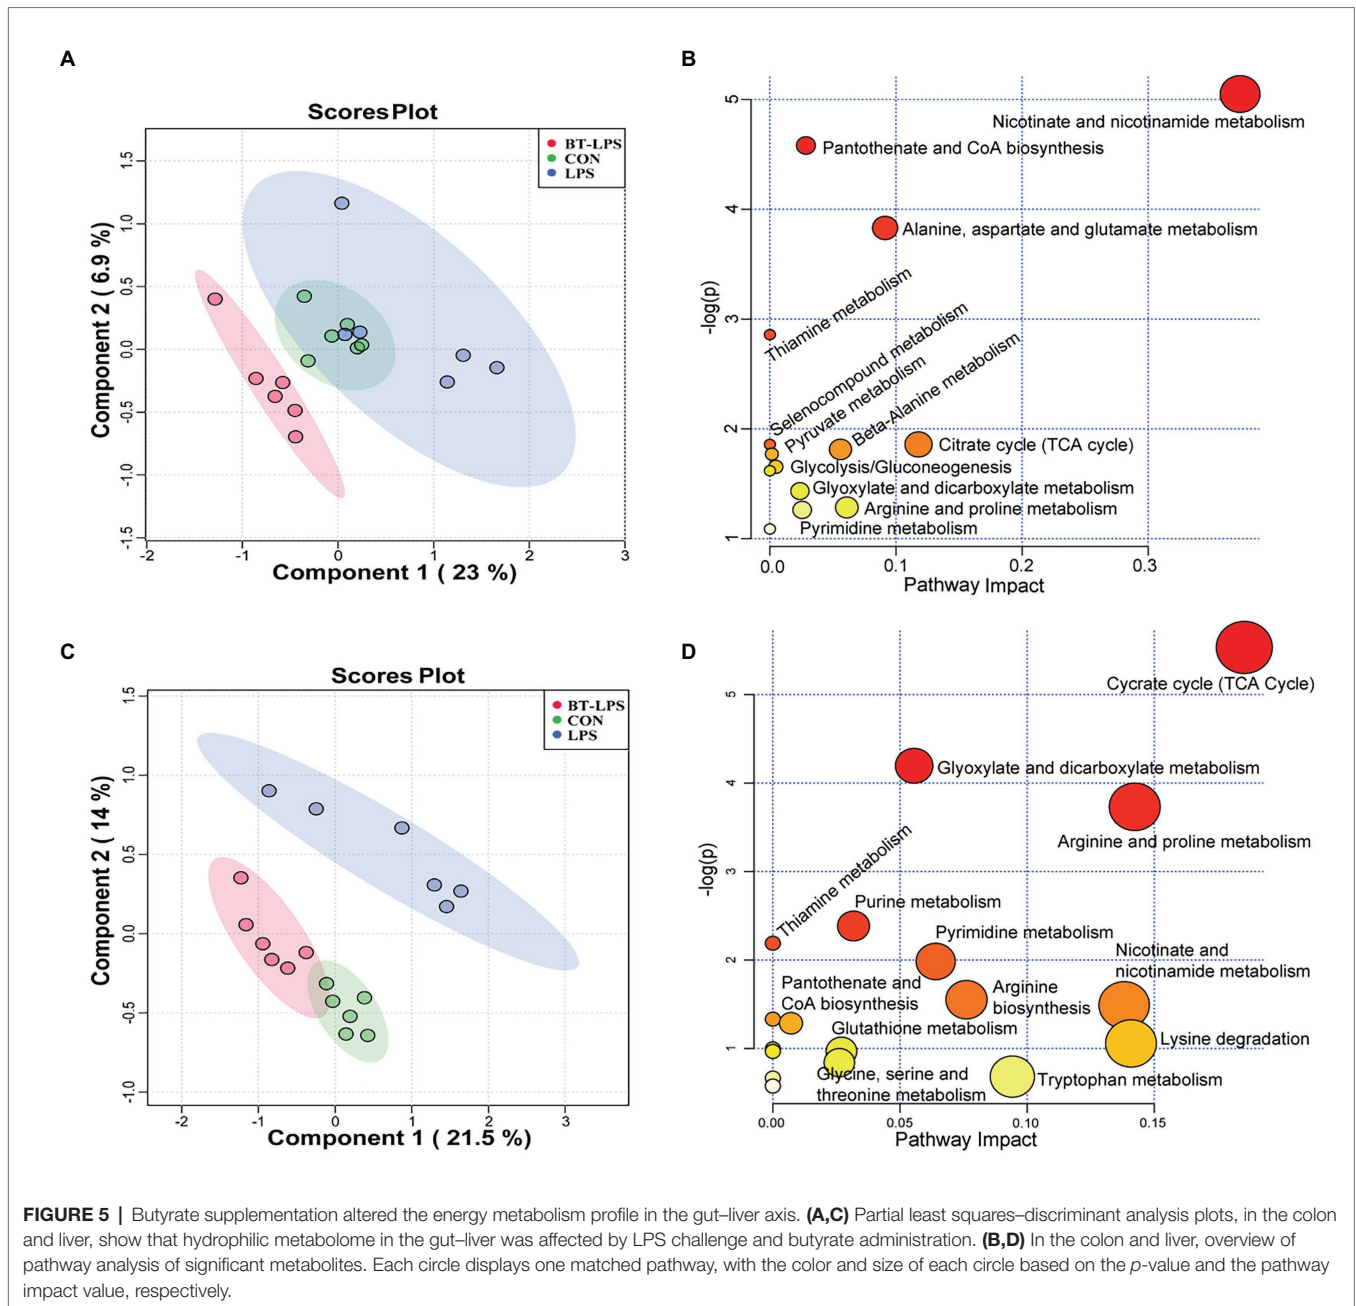 A
Scores Plot
BT-LPS
CON
LPS
1.5
1.0
0.5
0.0
-0.5
-1.0
-1.5
Component 2 ( 6.9 %)
-2
-1
0
1
2
3
Component 1 ( 23 %)
B
5
4
3
2
1
-log(p)
Nicotinate and nicotinamide metabolism
Pantothenate and CoA biosynthesis
Alanine, aspartate and glutamate metabolism
Thiamine metabolism
Selenocompound metabolism
Pyruvate metabolism
Beta-Alanine metabolism
Citrate cycle (TCA cycle)
Glycolysis/Gluconeogenesis
Glyoxylate and dicarboxylate metabolism
Arginine and proline metabolism
Pyrimidine metabolism
0.0
0.1
0.2
0.3
Pathway Impact
C
Scores Plot
BT-LPS
CON
LPS
1.5
1.0
0.5
0.0
-0.5
-1.0
Component 2 ( 14 %)
-2
-1
0
1
2
3
Component 1 ( 21.5 %)
D
5
4
3
2
1
-log(p)
Cycrate cycle (TCA Cycle)
Glyoxylate and dicarboxylate metabolism
Arginine and proline metabolism
Thiamine metabolism
Purine metabolism
Pyrimidine metabolism
Nicotinate and
nicotinamide metabolism
Pantothenate and
CoA biosynthesis
Arginine
biosynthesis
Glutathione metabolism
Lysine degradation
Glycine, serine and
threonine metabolism
Tryptophan metabolism
0.00
0.05
0.10
0.15
Pathway Impact
FIGURE 5 | Butyrate supplementation altered the energy metabolism profile in the gut–liver axis. (A,C) Partial least squares–discriminant analysis plots, in the colon
and liver, show that hydrophilic metabolome in the gut–liver was affected by LPS challenge and butyrate administration. (B,D) In the colon and liver, overview of
pathway analysis of significant metabolites. Each circle displays one matched pathway, with the color and size of each circle based on the p-value and the pathway
impact value, respectively.